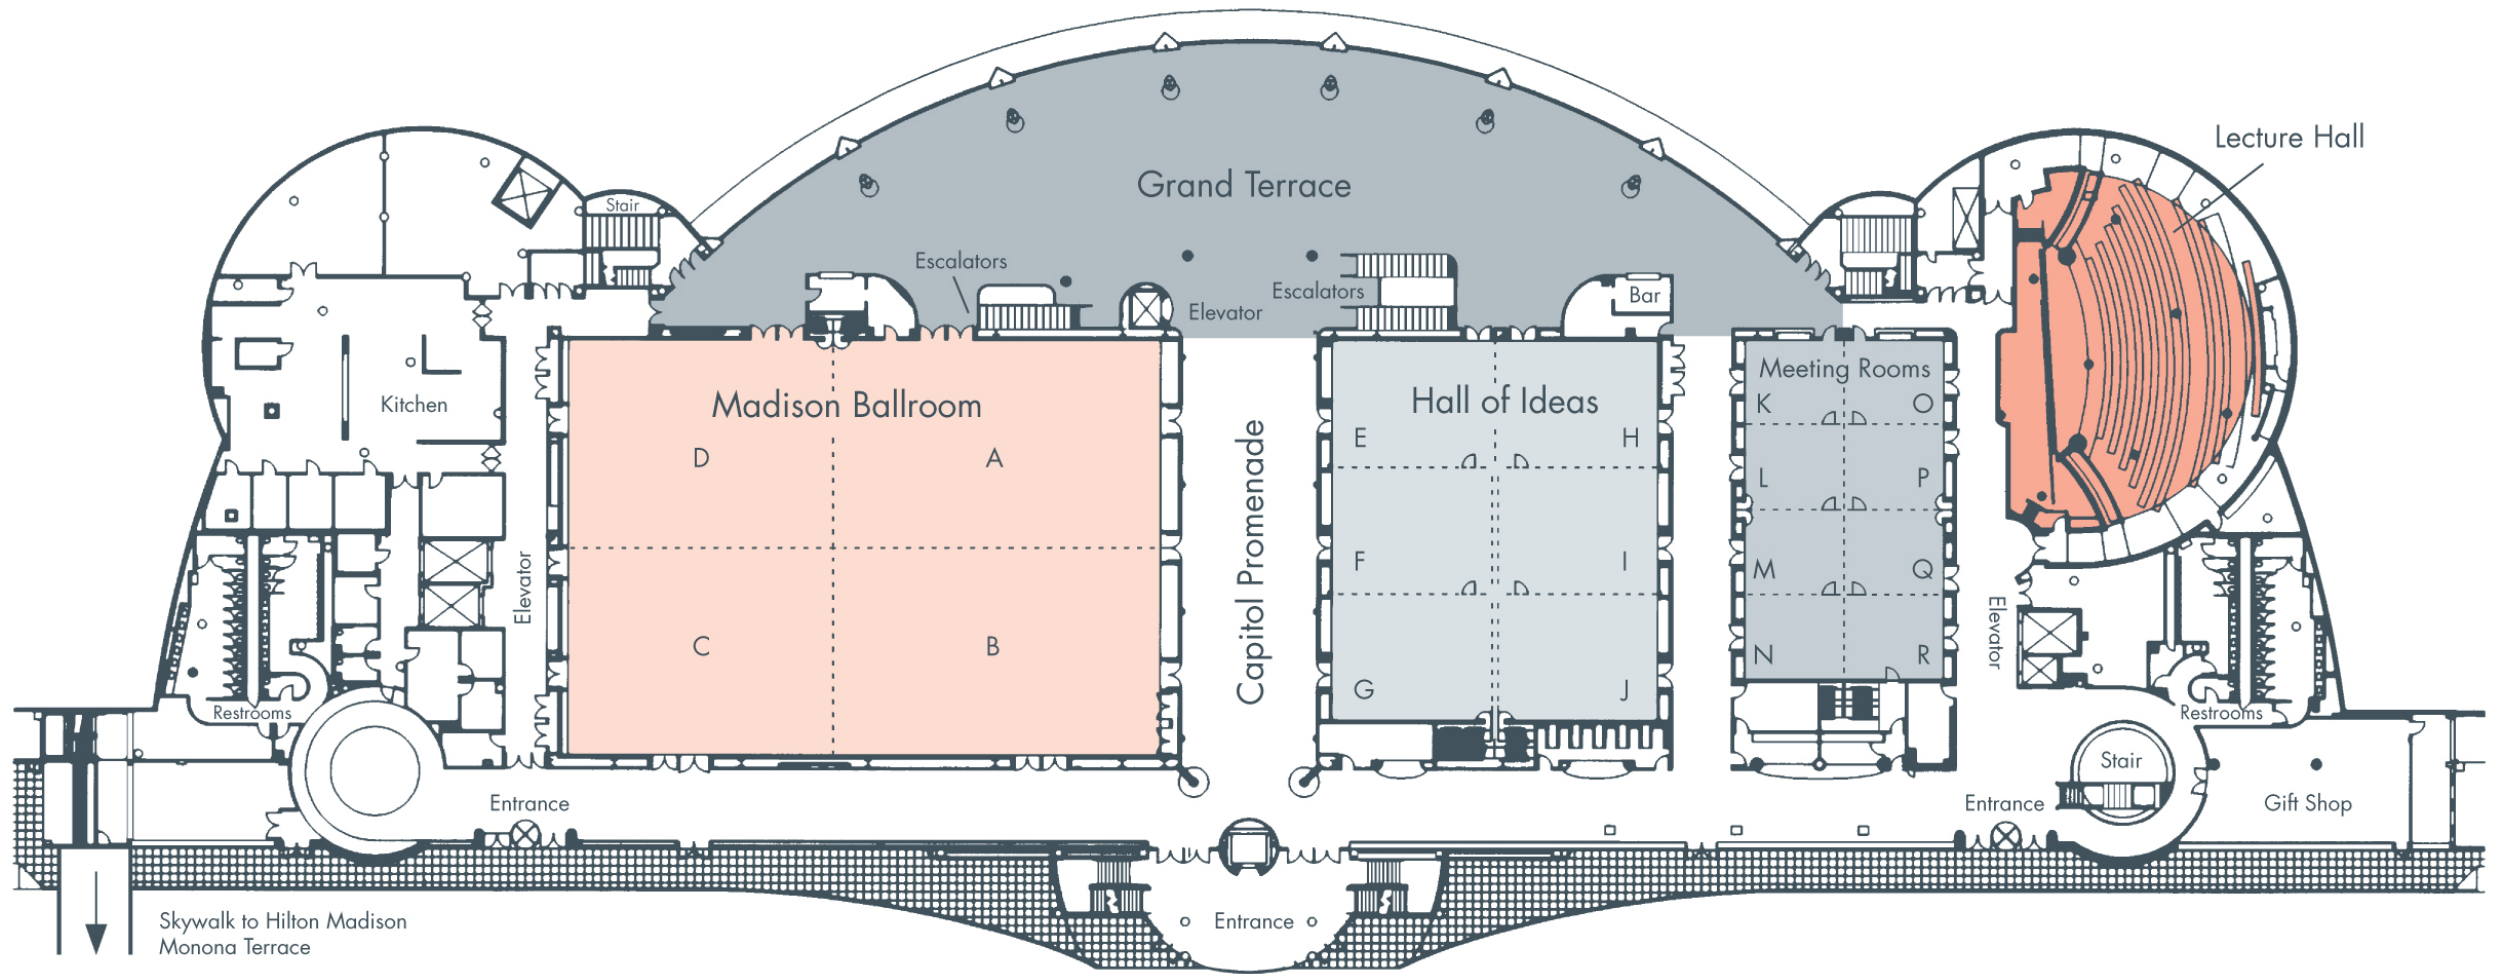 Lecture Hall
Grand Terrace
Stair
Escalators
Escalators
Elevator
Bar
Kitchen
Madison Ballroom
D
A
C
B
Elevator
Capitol Promenade
Hall of Ideas
E
H
F
I
G
J
Meeting Rooms
K
O
L
P
M
Q
N
R
Elevator
Restrooms
Restrooms
Stair
Gift Shop
Entrance
Entrance
Entrance
Skywalk to Hilton Madison
Monona Terrace